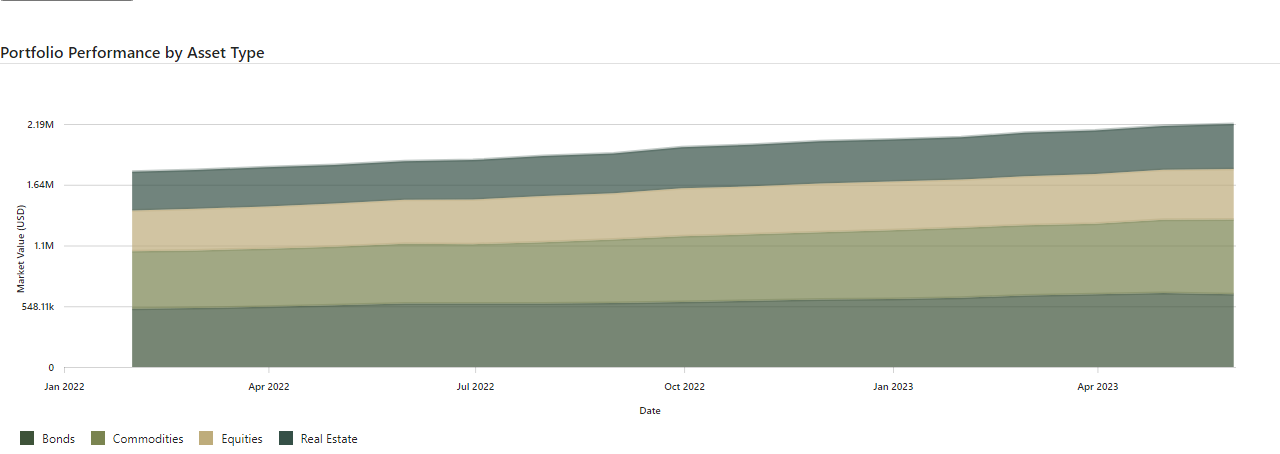 Portfolio Performance by Asset Type
2.19M
1.64M
1.1M
548.11k
0
Market Value (USD)
Jan 2022 Apr 2022 Jul 2022 Oct 2022 Jan 2023 Apr 2023
Date
Bonds Commodities Equities Real Estate